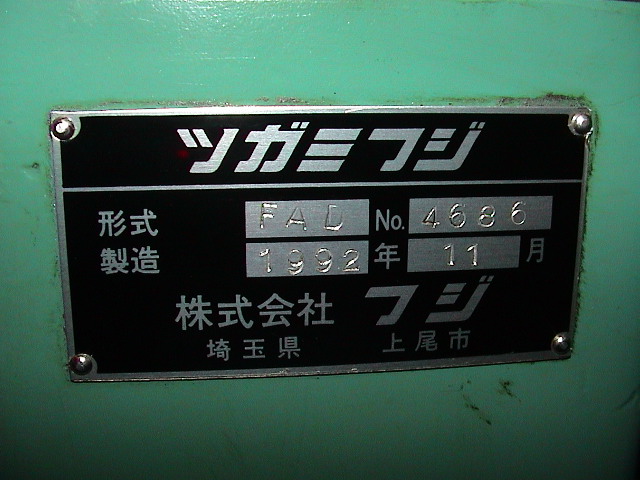 ツガミフジ
形式 FAD No. 4686
製造 1992 年 11 月
株式会社 フジ
埼玉県 上尾市